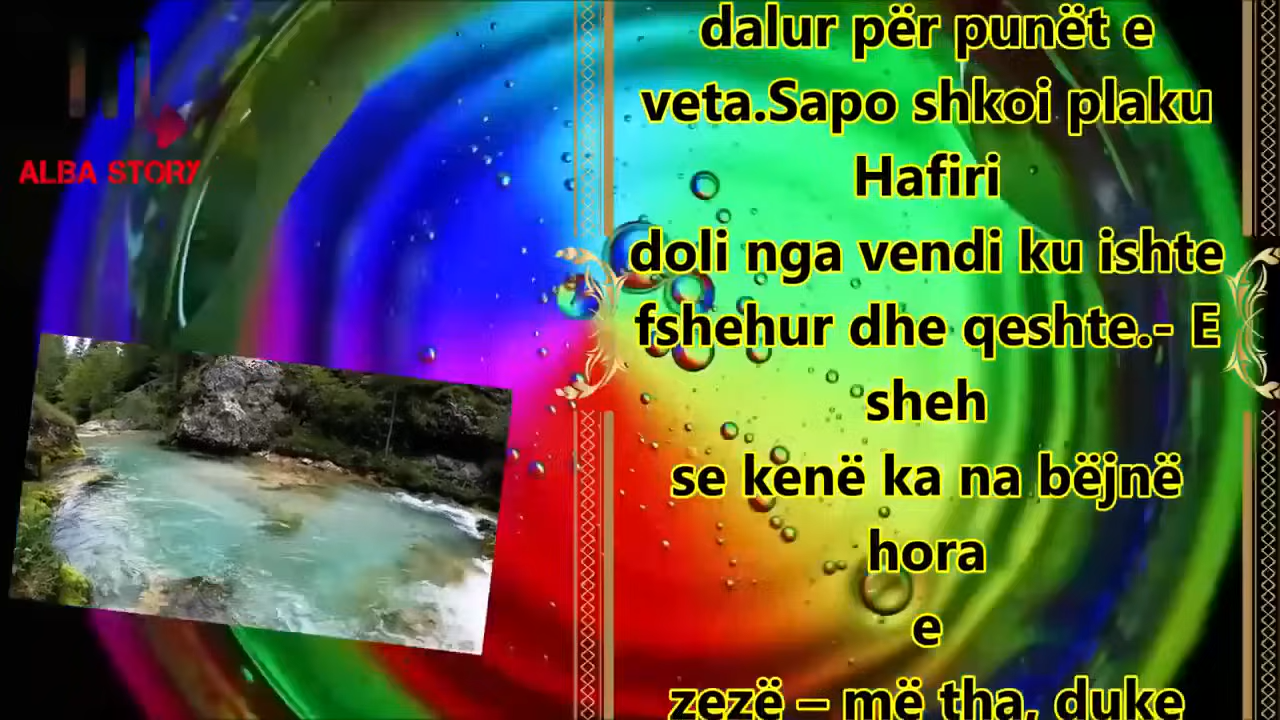 ALBA STORY
dalur për punët e
veta.Sapo shkoi plaku
Hafiri
doli nga vendi ku ishte
fshehur dhe qeshte.- E
sheh
se kenë ka na bëjnë
hora
e
zezë – më tha, duke